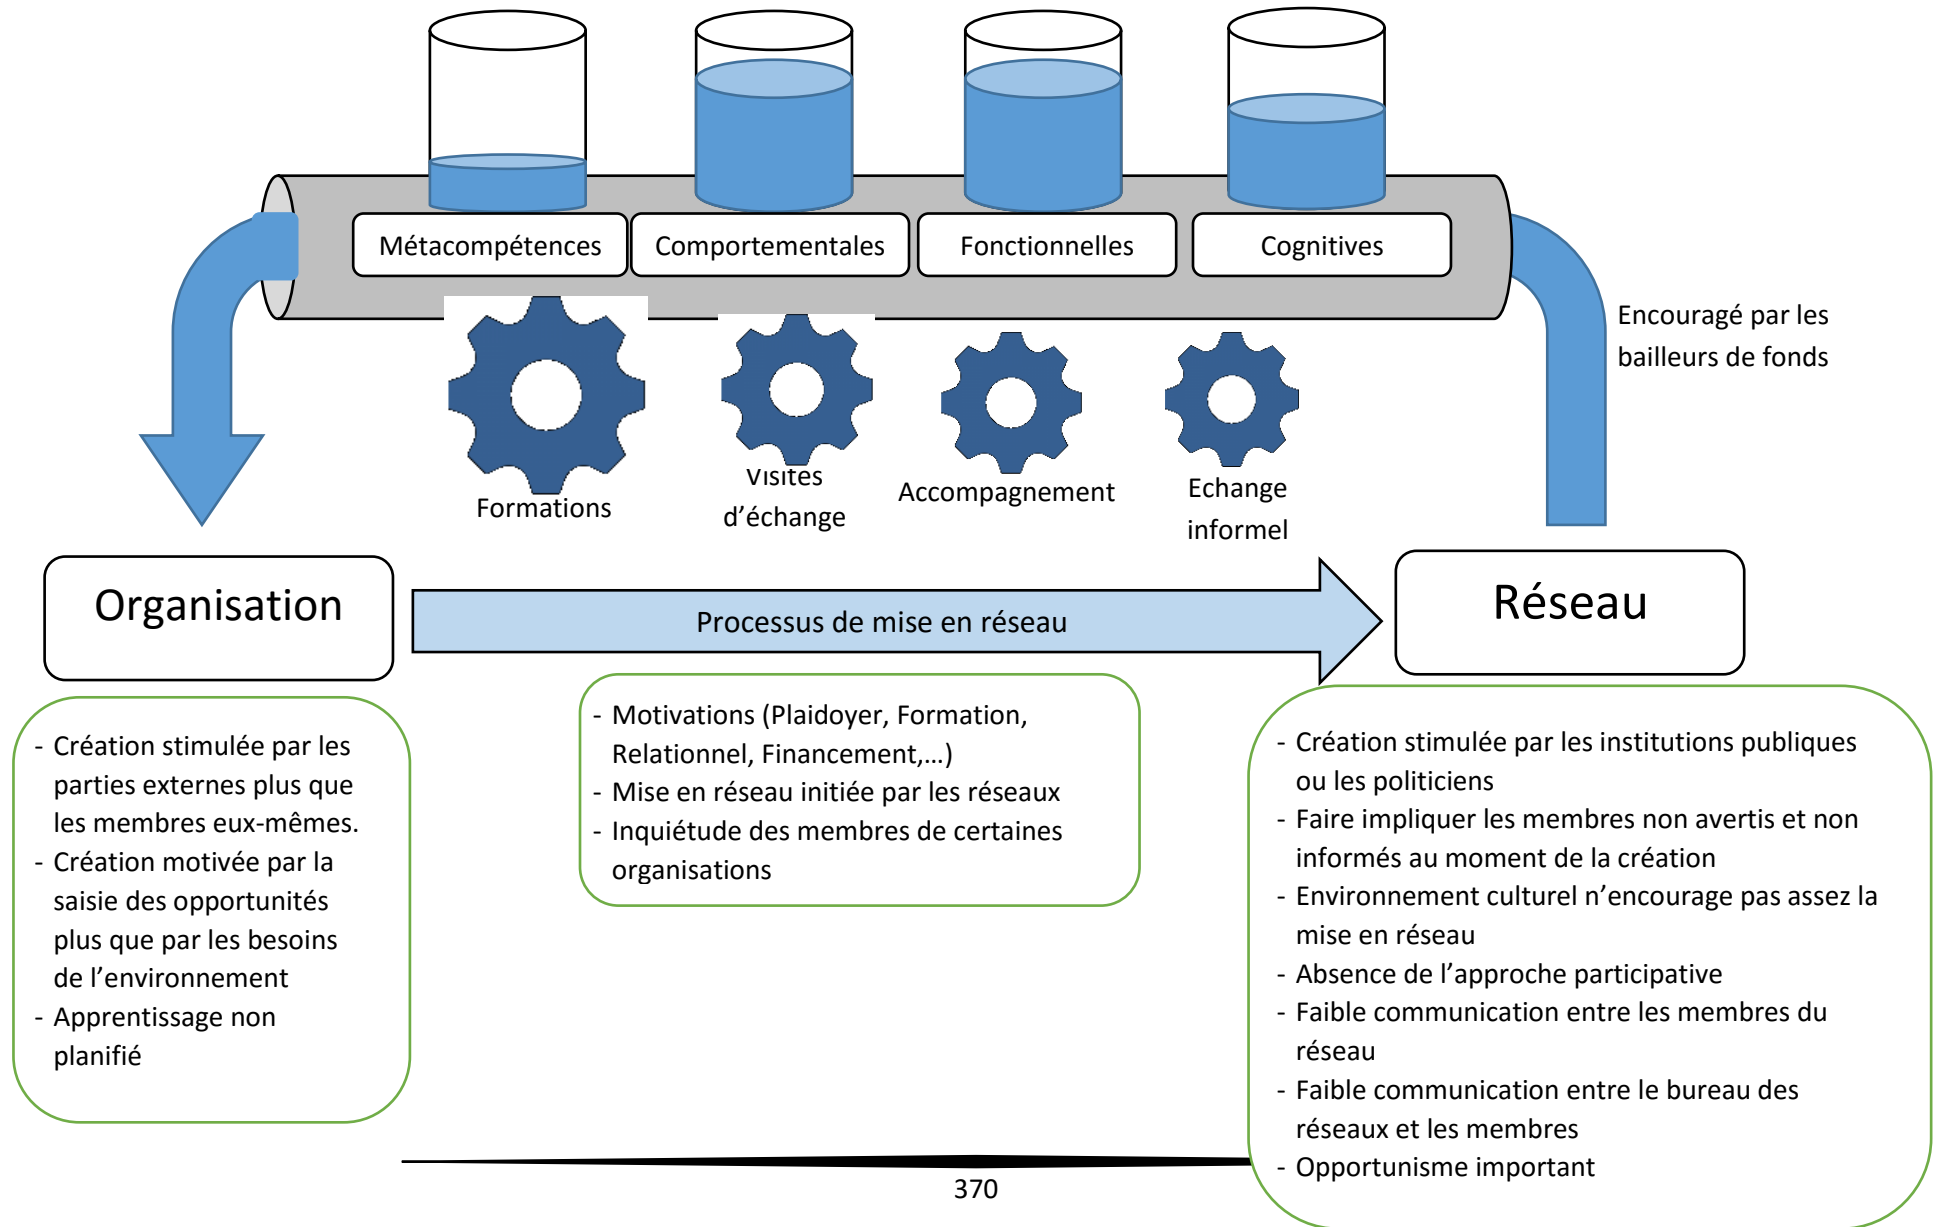 Métacompétences
Comportementales
Fonctionnelles
Cognitives
Encouragé par les
bailleurs de fonds
Formations
Visites
d’échange
Accompagnement
Echange
informel
Organisation
Processus de mise en réseau
Réseau
- Création stimulée par les
parties externes plus que
les membres eux-mêmes.
- Création motivée par la
saisie des opportunités
plus que par les besoins
de l’environnement
- Apprentissage non
planifié
- Motivations (Plaidoyer, Formation,
Relationnel, Financement,…)
- Mise en réseau initiée par les réseaux
- Inquiétude des membres de certaines
organisations
- Création stimulée par les institutions publiques
ou les politiciens
- Faire impliquer les membres non avertis et non
informés au moment de la création
- Environnement culturel n’encourage pas assez la
mise en réseau
- Absence de l’approche participative
- Faible communication entre les membres du
réseau
- Faible communication entre le bureau des
réseaux et les membres
- Opportunisme important
370